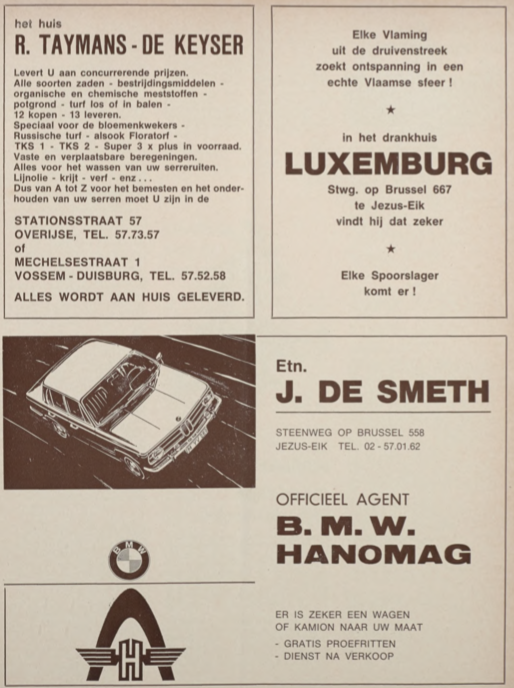 het huis
R. TAYMANS - DE KEYSER
Levert U aan concurrerende prijzen.
Alle soorten zaden - bestrijdingsmiddelen -
organische en chemische meststoffen -
potgrond - turf los of in balen -
12 kopen - 13 leveren.
Speciaal voor de bloemenkwekers -
Russische turf - alsook Floratorf -
TKS 1 - TKS 2 - Super 3 x plus in voorraad.
Vaste en verplaatsbare beregeningen.
Alles voor het wassen van uw serreruiten.
Lijnolie - krijt - verf - enz ...
Dus van A tot Z voor het bemesten en het onder-
houden van uw serren moet U zijn in de
STATIONSSTRAAT 57
OVERIJSE, TEL. 57.73.57
of
MECHELSESTRAAT 1
VOSSEM - DUISBURG, TEL. 57.52.58
ALLES WORDT AAN HUIS GELEVERD.
Elke Vlaming
uit de druivenstreek
zoekt ontspanning in een
echte Vlaamse sfeer !
★
in het drankhuis
LUXEMBURG
Stwg. op Brussel 667
te Jezus-Eik
vindt hij dat zeker
★
Elke Spoorslager
komt er !
Etn.
J. DE SMETH
STEENWEG OP BRUSSEL 558
JEZUS-EIK TEL. 02 - 57.01.62
OFFICIEEL AGENT
B. M. W.
HANOMAG
ER IS ZEKER EEN WAGEN
OF KAMION NAAR UW MAAT
- GRATIS PROEFRITTEN
- DIENST NA VERKOOP
BMW
H